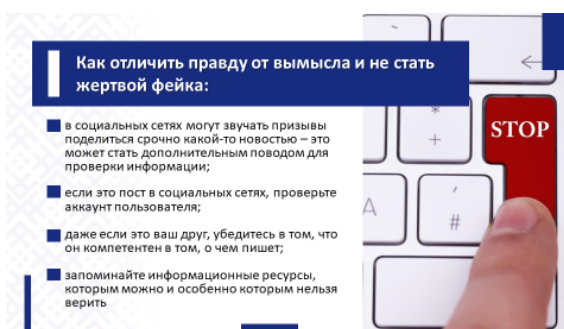 Как отличить правду от вымысла и не стать
жертвой фейка:
в социальных сетях могут звучать призывы
поделиться срочно какой-то новостью – это
может стать дополнительным поводом для
проверки информации;
если это пост в социальных сетях, проверьте
аккаунт пользователя;
даже если это ваш друг, убедитесь в том, что
он компетентен в том, о чем пишет;
запоминайте информационные ресурсы,
которым можно и особенно которым нельзя
верить
STOP
*
+
A
'
#